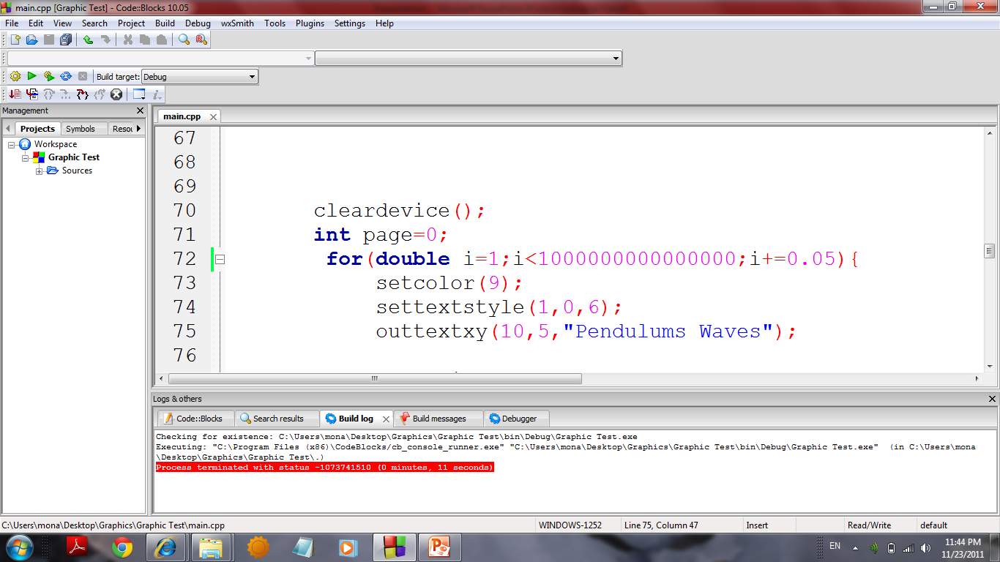 main.cpp [Graphic Test] - Code::Blocks 10.05
File Edit View Search Project Build Debug wxSmith Tools Plugins Settings Help
Build target: Debug
Management
main.cpp
Projects Symbols Resou
Workspace
Graphic Test
Sources
67
68
69
70 cleardevice();
71 int page=0;
72 for(double i=1;i<1000000000000000;i+=0.05){
73 setcolor(9);
74 settextstyle(1,0,6);
75 outtextxy(10,5,"Pendulums Waves");
76
Logs & others
Code::Blocks Search results Build log Build messages Debugger
Checking for existence: C:\Users\mona\Desktop\Graphics\Graphic Test\bin\Debug\Graphic Test.exe
Executing: "C:\Program Files (x86)\CodeBlocks/cb_console_runner.exe" "C:\Users\mona\Desktop\Graphics\Graphic Test\bin\Debug\Graphic Test.exe" (in C:\Users\mona
\Desktop\Graphics\Graphic Test\.)
Process terminated with status -1073741510 (0 minutes, 11 seconds)
C:\Users\mona\Desktop\Graphics\Graphic Test\main.cpp WINDOWS-1252 Line 75, Column 47 Insert Read/Write default
EN 11:44 PM
11/23/2011